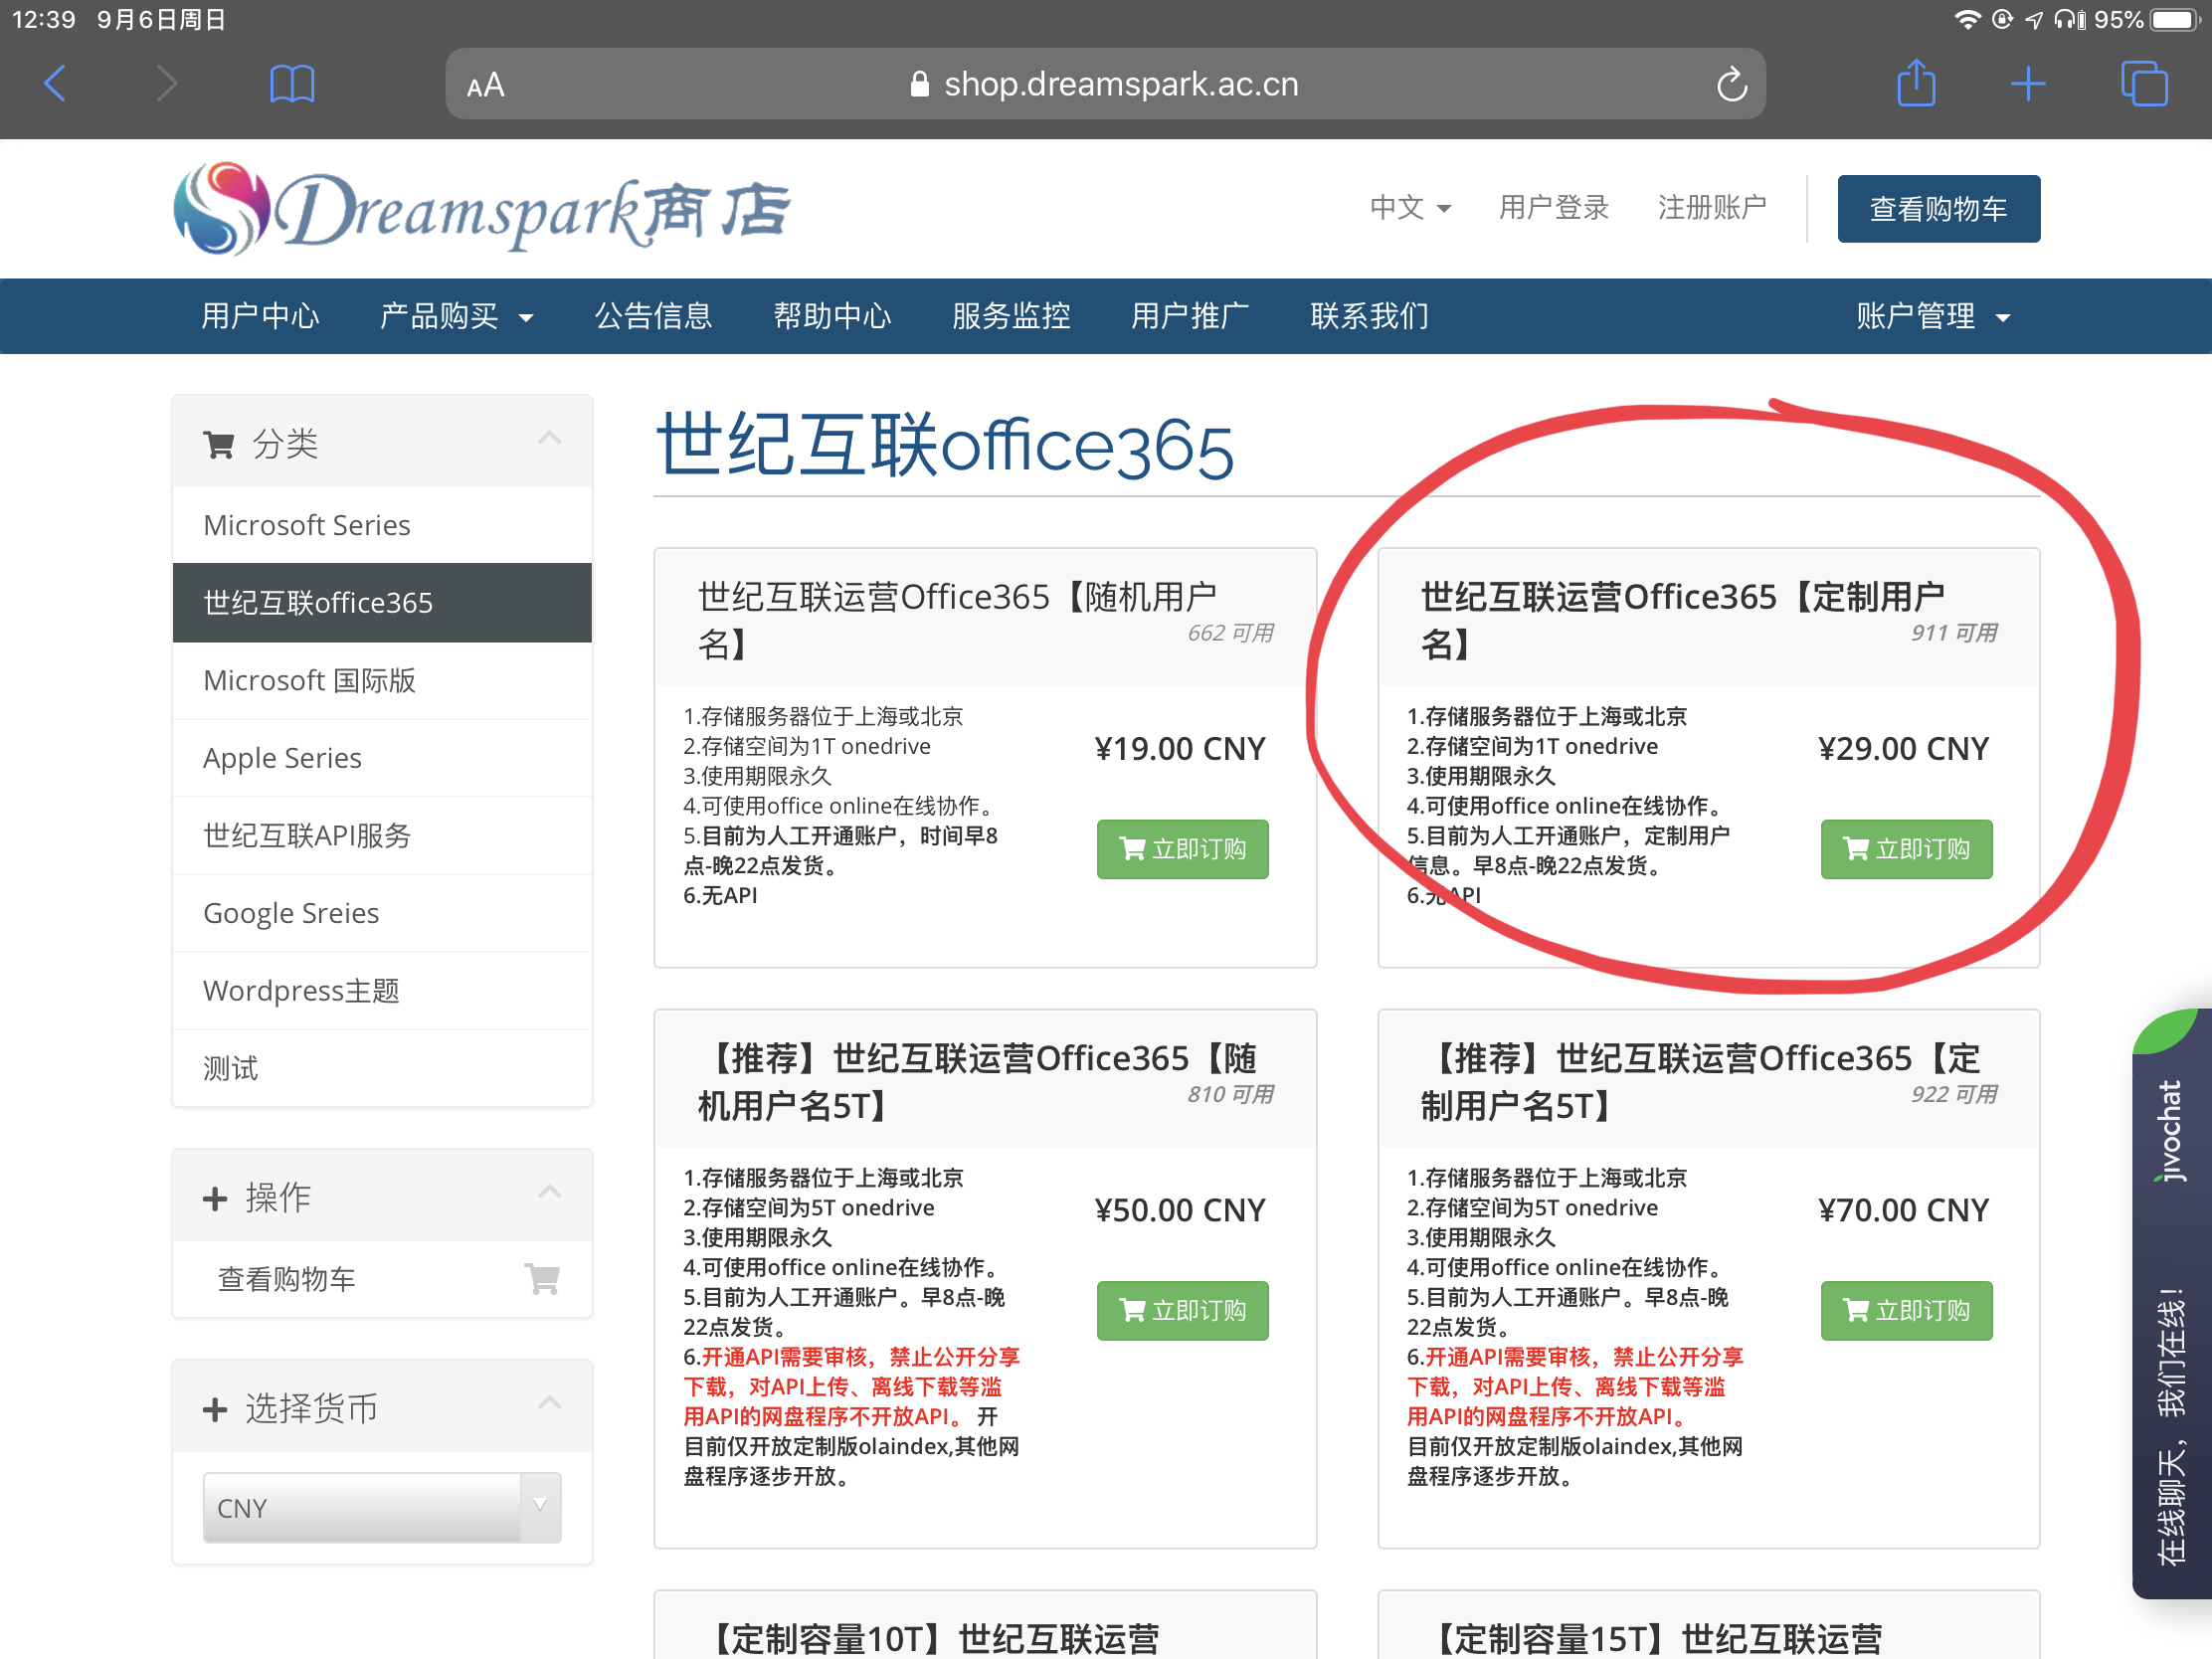 12:39 9月6日周日
95%
AA
shop.dreamspark.ac.cn
Dreamspark商店
中文
用户登录
注册账户
查看购物车
用户中心
产品购买
公告信息
帮助中心
服务监控
用户推广
联系我们
账户管理
分类
Microsoft Series
世纪互联office365
Microsoft 国际版
Apple Series
世纪互联API服务
Google Sreies
Wordpress主题
测试
操作
查看购物车
选择货币
CNY
世纪互联office365
世纪互联运营Office365【随机用户
名】
662 可用
1.存储服务器位于上海或北京
2.存储空间为1T onedrive
3.使用期限永久
4.可使用office online在线协作。
5.目前为人工开通账户，时间早8
点-晚22点发货。
6.无API
¥19.00 CNY
立即订购
世纪互联运营Office365【定制用户
名】
911 可用
1.存储服务器位于上海或北京
2.存储空间为1T onedrive
3.使用期限永久
4.可使用office online在线协作。
5.目前为人工开通账户，定制用户
信息。早8点-晚22点发货。
6.无API
¥29.00 CNY
立即订购
【推荐】世纪互联运营Office365【随
机用户名5T】
810 可用
1.存储服务器位于上海或北京
2.存储空间为5T onedrive
3.使用期限永久
4.可使用office online在线协作。
5.目前为人工开通账户。早8点-晚
22点发货。
6.开通API需要审核，禁止公开分享
下载，对API上传、离线下载等滥
用API的网盘程序不开放API。 开
目前仅开放定制版olaindex,其他网
盘程序逐步开放。
¥50.00 CNY
立即订购
【推荐】世纪互联运营Office365【定
制用户名5T】
922 可用
1.存储服务器位于上海或北京
2.存储空间为5T onedrive
3.使用期限永久
4.可使用office online在线协作。
5.目前为人工开通账户。早8点-晚
22点发货。
6.开通API需要审核，禁止公开分享
下载，对API上传、离线下载等滥
用API的网盘程序不开放API。
目前仅开放定制版olaindex,其他网
盘程序逐步开放。
¥70.00 CNY
立即订购
【定制容量10T】世纪互联运营
【定制容量15T】世纪互联运营
jivochat
在线聊天，我们在线！